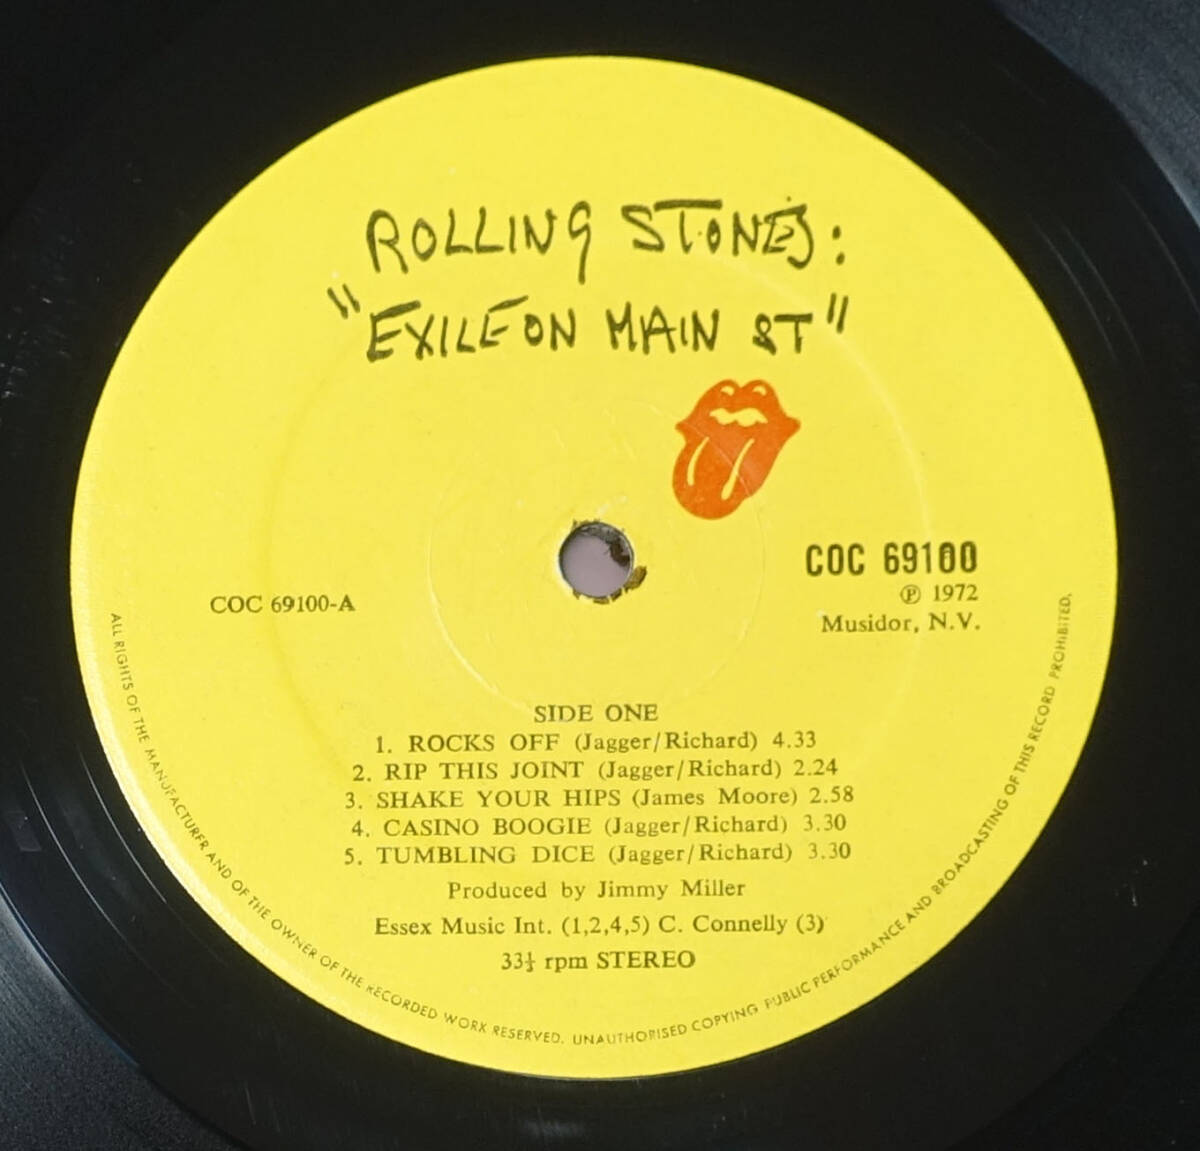 ROLLING STONES:
"EXILE ON MAIN ST"
COC 69100
℗ 1972
Musidor, N.V.
COC 69100-A
SIDE ONE
1. ROCKS OFF (Jagger/Richard) 4.33
2. RIP THIS JOINT (Jagger/Richard) 2.24
3. SHAKE YOUR HIPS (James Moore) 2.58
4. CASINO BOOGIE (Jagger/Richard) 3.30
5. TUMBLING DICE (Jagger/Richard) 3.30
Produced by Jimmy Miller
Essex Music Int. (1,2,4,5) C. Connelly (3)
33⅓ rpm STEREO
ALL RIGHTS OF THE MANUFACTURER AND OF THE OWNER OF THE RECORDED WORK RESERVED. UNAUTHORISED COPYING PUBLIC PERFORMANCE AND BROADCASTING OF THIS RECORD PROHIBITED.